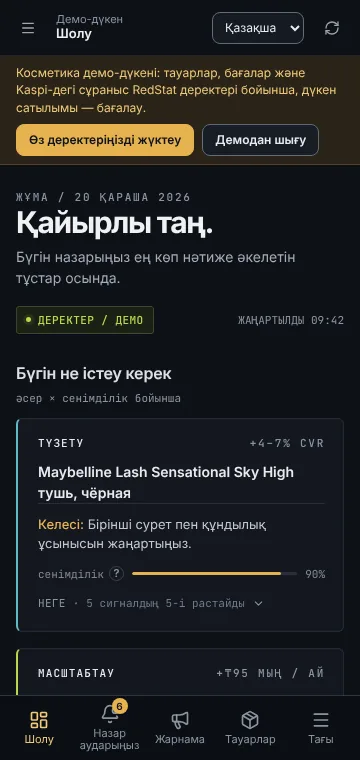 Демо-дүкен
Шолу
Қазақша
Косметика демо-дүкені: тауарлар, бағалар және
Kaspi-дегі сұраныс RedStat деректері бойынша, дүкен
сатылымы — бағалау.
Өз деректеріңізді жүктеу
Демодан шығу
ЖҰМА / 20 ҚАРАША 2026
Қайырлы таң.
Бүгін назарыңыз ең көп нәтиже әкелетін
тұстар осында.
ДЕРЕКТЕР / ДЕМО
ЖАҢАРТЫЛДЫ 09:42
Бүгін не істеу керек
әсер × сенімділік бойынша
ТҮЗЕТУ
+4–7% CVR
Maybelline Lash Sensational Sky High
тушь, чёрная
Келесі: Бірінші сурет пен құндылық
ұсынысын жаңартыңыз.
сенімділік ? 90%
НЕГЕ · 5 сигналдың 5-і растайды
МАСШТАБТАУ
+₸95 МЫҢ / АЙ
6
Шолу
Назар
аударыңыз
Жарнама
Тауарлар
Тағы